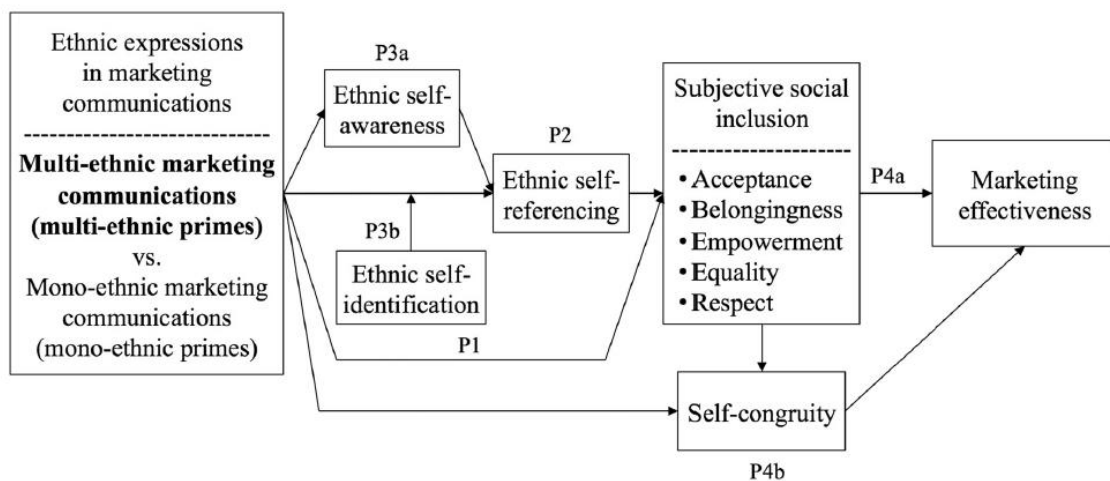 Ethnic expressions
in marketing
communications
Multi-ethnic marketing
communications
(multi-ethnic primes)
vs.
Mono-ethnic marketing
communications
(mono-ethnic primes)
P3a
Ethnic self-
awareness
P2
Ethnic self-
referencing
P3b
Ethnic self-
identification
P1
Subjective social
inclusion
• Acceptance
• Belongingness
• Empowerment
• Equality
• Respect
P4a
Marketing
effectiveness
Self-congruity
P4b